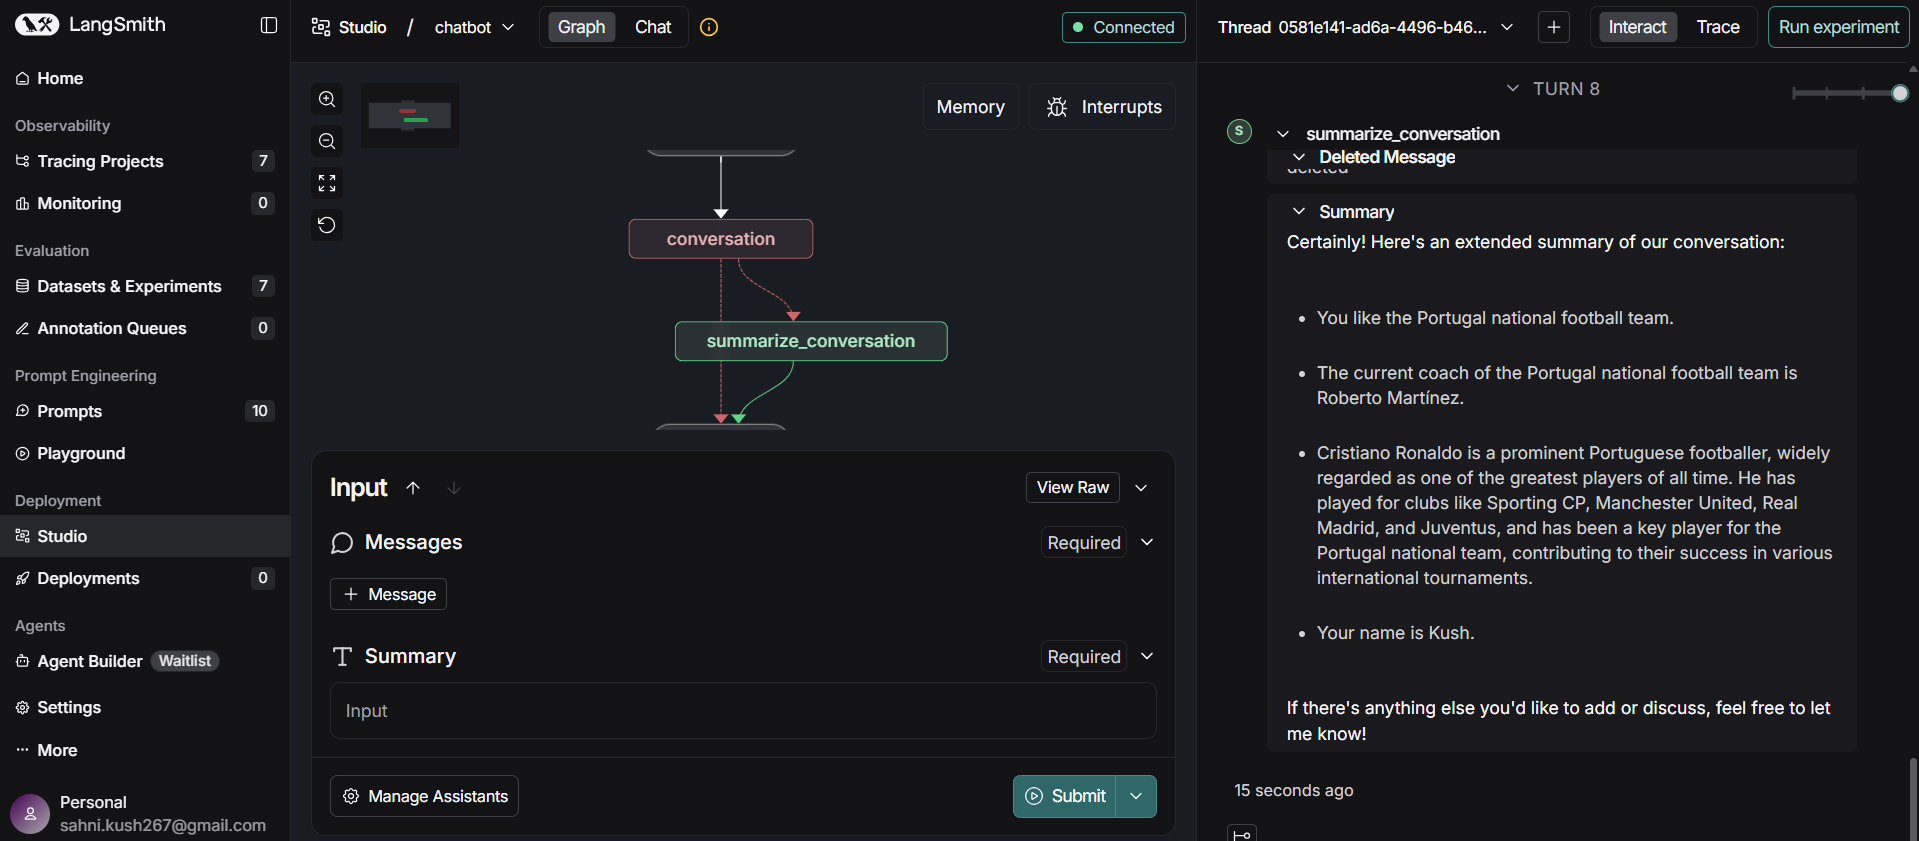 LangSmith
Home
Observability
Tracing Projects 7
Monitoring 0
Evaluation
Datasets & Experiments 7
Annotation Queues 0
Prompt Engineering
Prompts 10
Playground
Deployment
Studio
Deployments 0
Agents
Agent Builder Waitlist
Settings
More
Personal
sahni.kush267@gmail.com
Studio / chatbot Graph Chat Connected
Memory Interrupts
conversation
summarize_conversation
Input View Raw
Messages Required
+ Message
Summary Required
Input
Manage Assistants Submit
Thread 0581e141-ad6a-4496-b46... + Interact Trace Run experiment
TURN 8
S summarize_conversation
Deleted Message
deleted
Summary
Certainly! Here's an extended summary of our conversation:
• You like the Portugal national football team.
• The current coach of the Portugal national football team is
Roberto Martínez.
• Cristiano Ronaldo is a prominent Portuguese footballer, widely
regarded as one of the greatest players of all time. He has
played for clubs like Sporting CP, Manchester United, Real
Madrid, and Juventus, and has been a key player for the
Portugal national team, contributing to their success in various
international tournaments.
• Your name is Kush.
If there's anything else you'd like to add or discuss, feel free to let
me know!
15 seconds ago